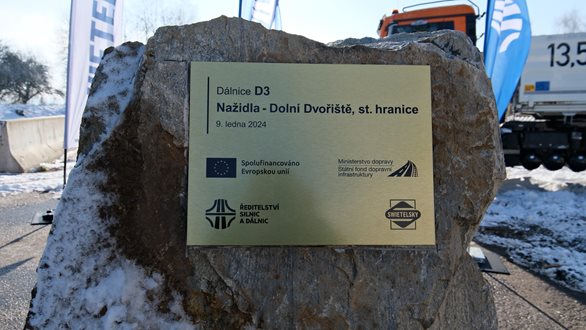 Dálnice D3
Nažidla - Dolní Dvořiště, st. hranice
9. ledna 2024
Spolufinancováno
Evropskou unií
Ministerstvo dopravy
Státní fond dopravní
infrastruktury
ŘEDITELSTVÍ
SILNIC
A DÁLNIC
SWIETELSKY
13,5